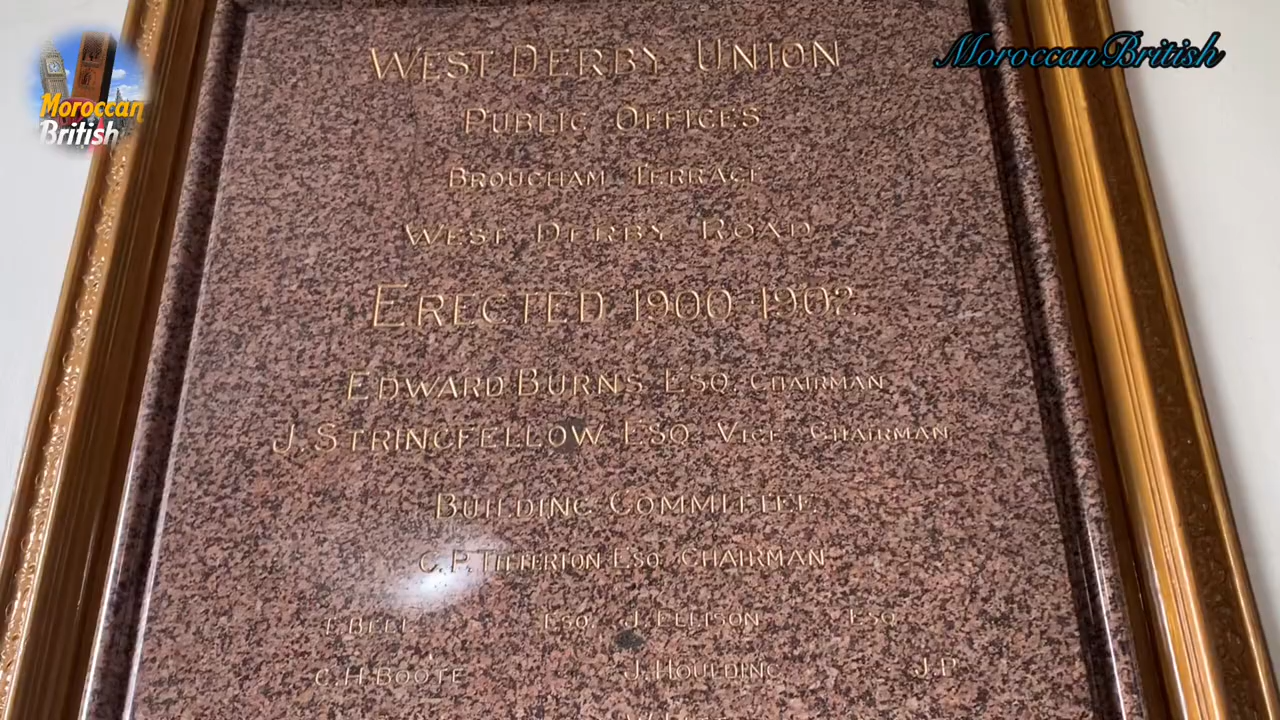 Moroccan
British
MoroccanBritish
WEST DERBY UNION
PUBLIC OFFICES
BROUGHAM TERRACE
WEST DERBY ROAD
ERECTED 1900-1902
EDWARD BURNS ESQ. CHAIRMAN
J. STRINGFELLOW ESQ VICE CHAIRMAN
BUILDING COMMITTEE
C. P. TITTERTON ESQ CHAIRMAN
BELL ESQ. J. ELLISON ESQ
C. H. BOOTE J. HOULDING J.P